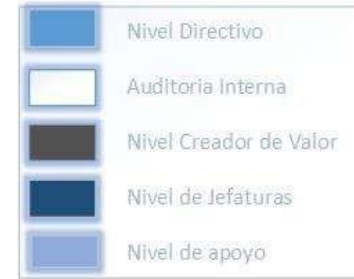 Nivel Directivo
Auditoria Interna
Nivel Creador de Valor
Nivel de Jefaturas
Nivel de apoyo